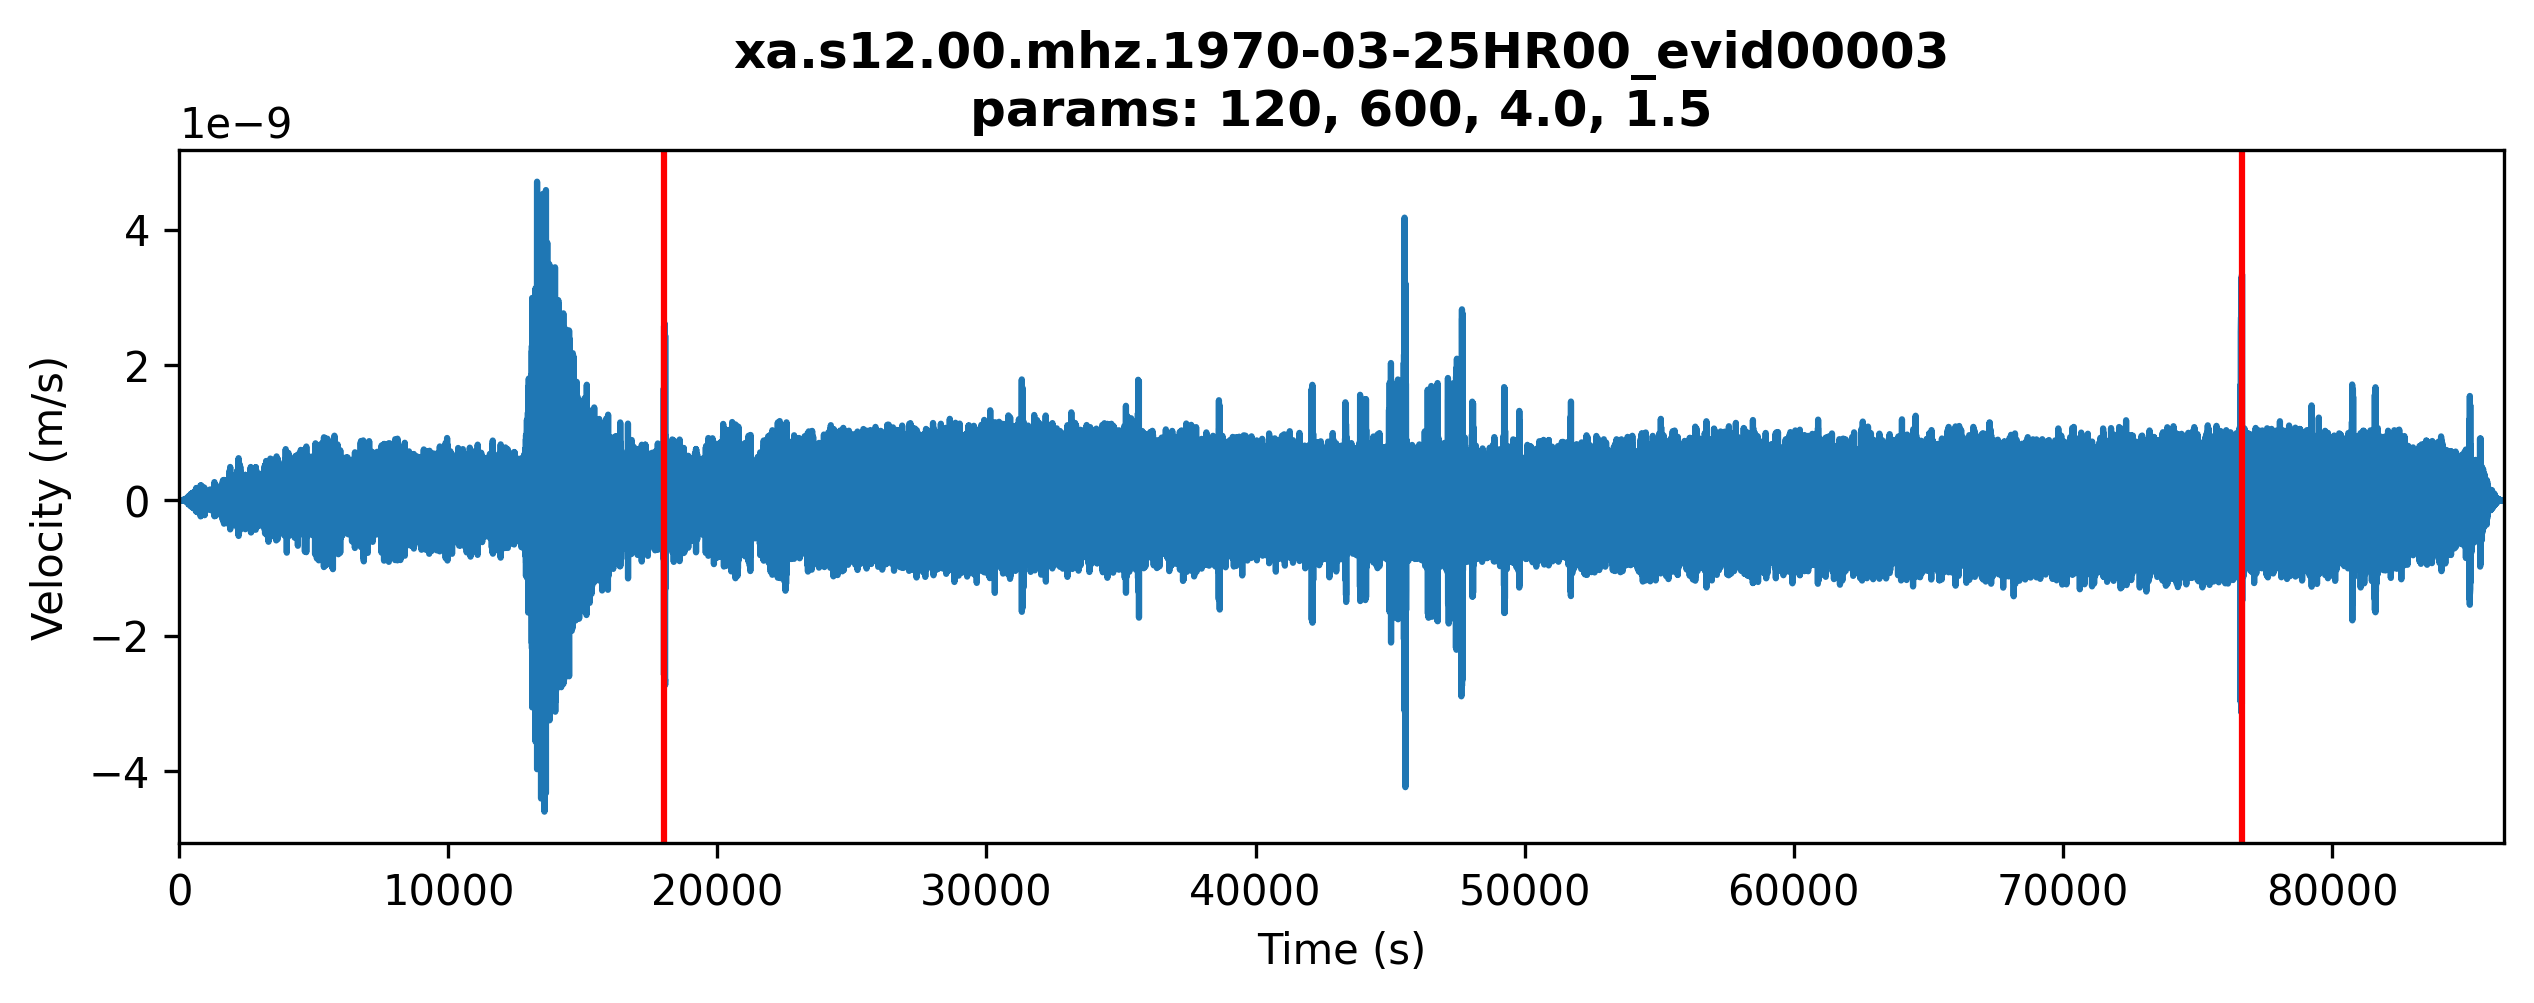 xa.s12.00.mhz.1970-03-25HR00_evid00003
params: 120, 600, 4.0, 1.5
1e−9
4
2
0
−2
−4
Velocity (m/s)
0 10000 20000 30000 40000 50000 60000 70000 80000
Time (s)